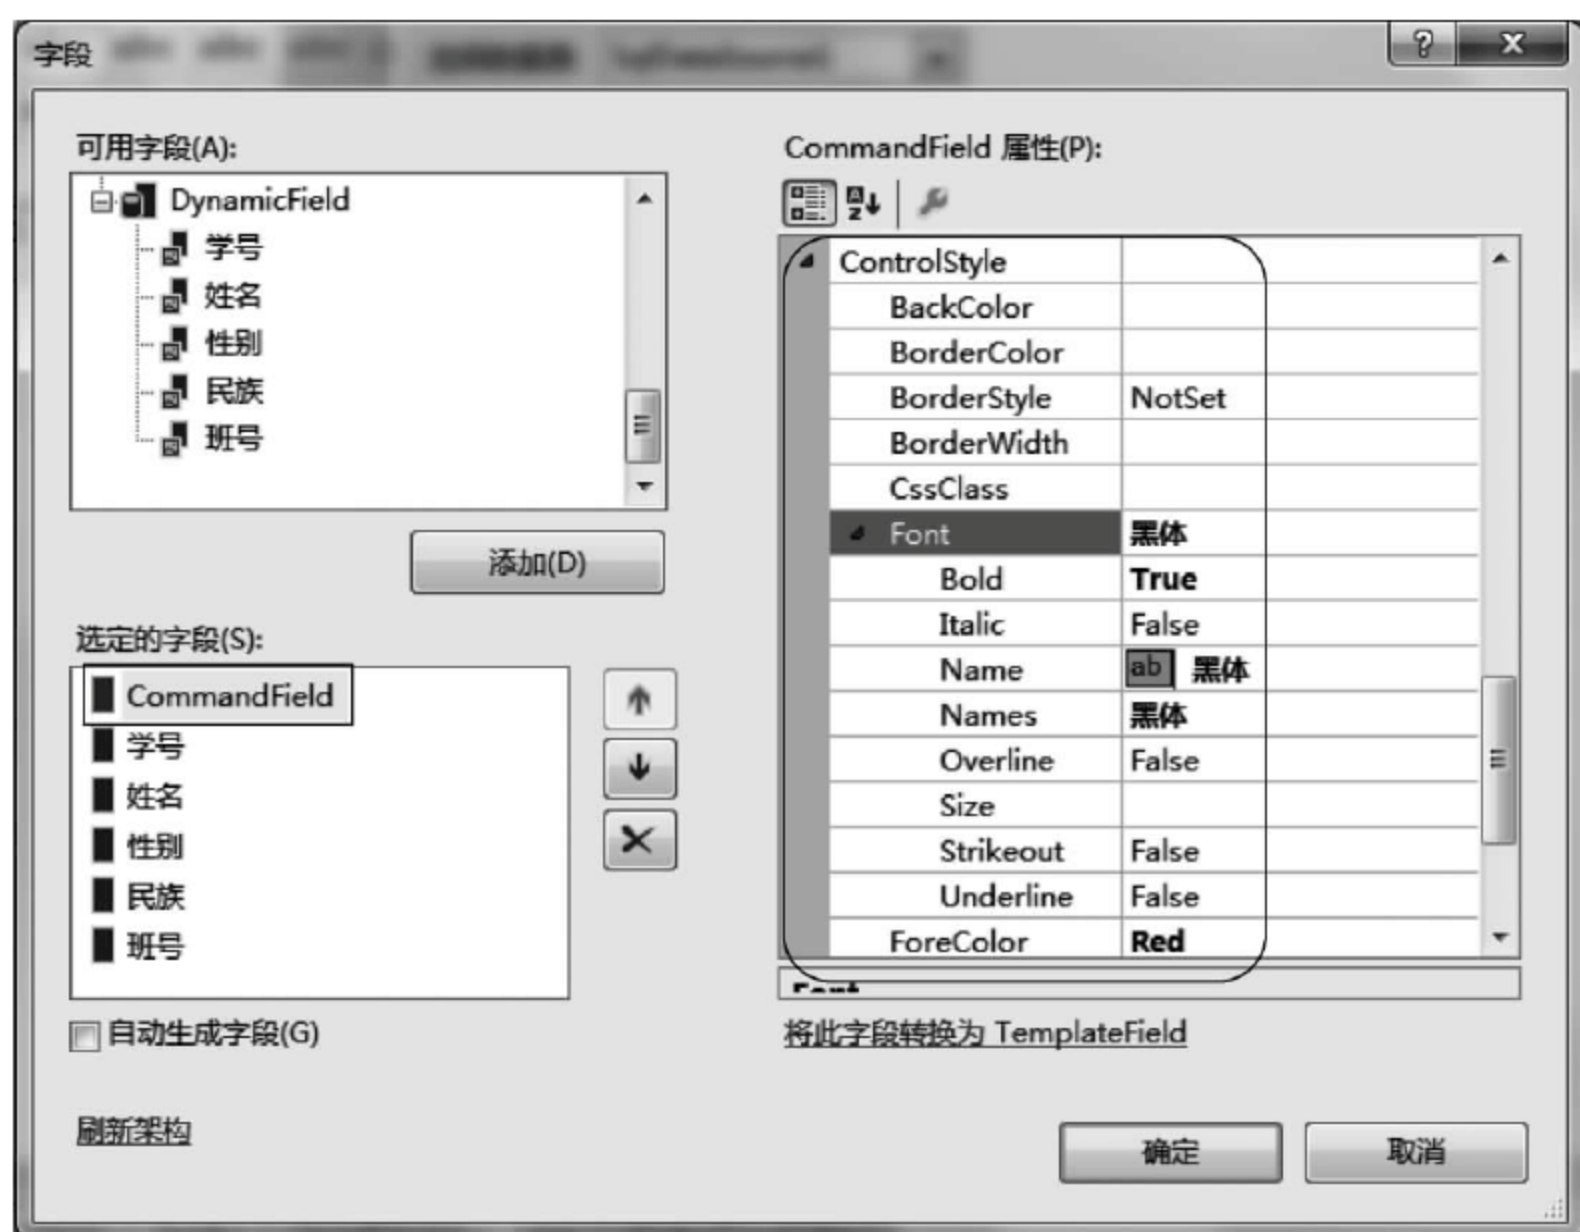 字段
可用字段(A):
DynamicField
学号
姓名
性别
民族
班号
添加(D)
选定的字段(S):
CommandField
学号
姓名
性别
民族
班号
自动生成字段(G)
刷新架构
CommandField 属性(P):
ControlStyle
BackColor
BorderColor
BorderStyle NotSet
BorderWidth
CssClass
Font 黑体
Bold True
Italic False
Name ab 黑体
Names 黑体
Overline False
Size
Strikeout False
Underline False
ForeColor Red
Font
将此字段转换为 TemplateField
确定 取消